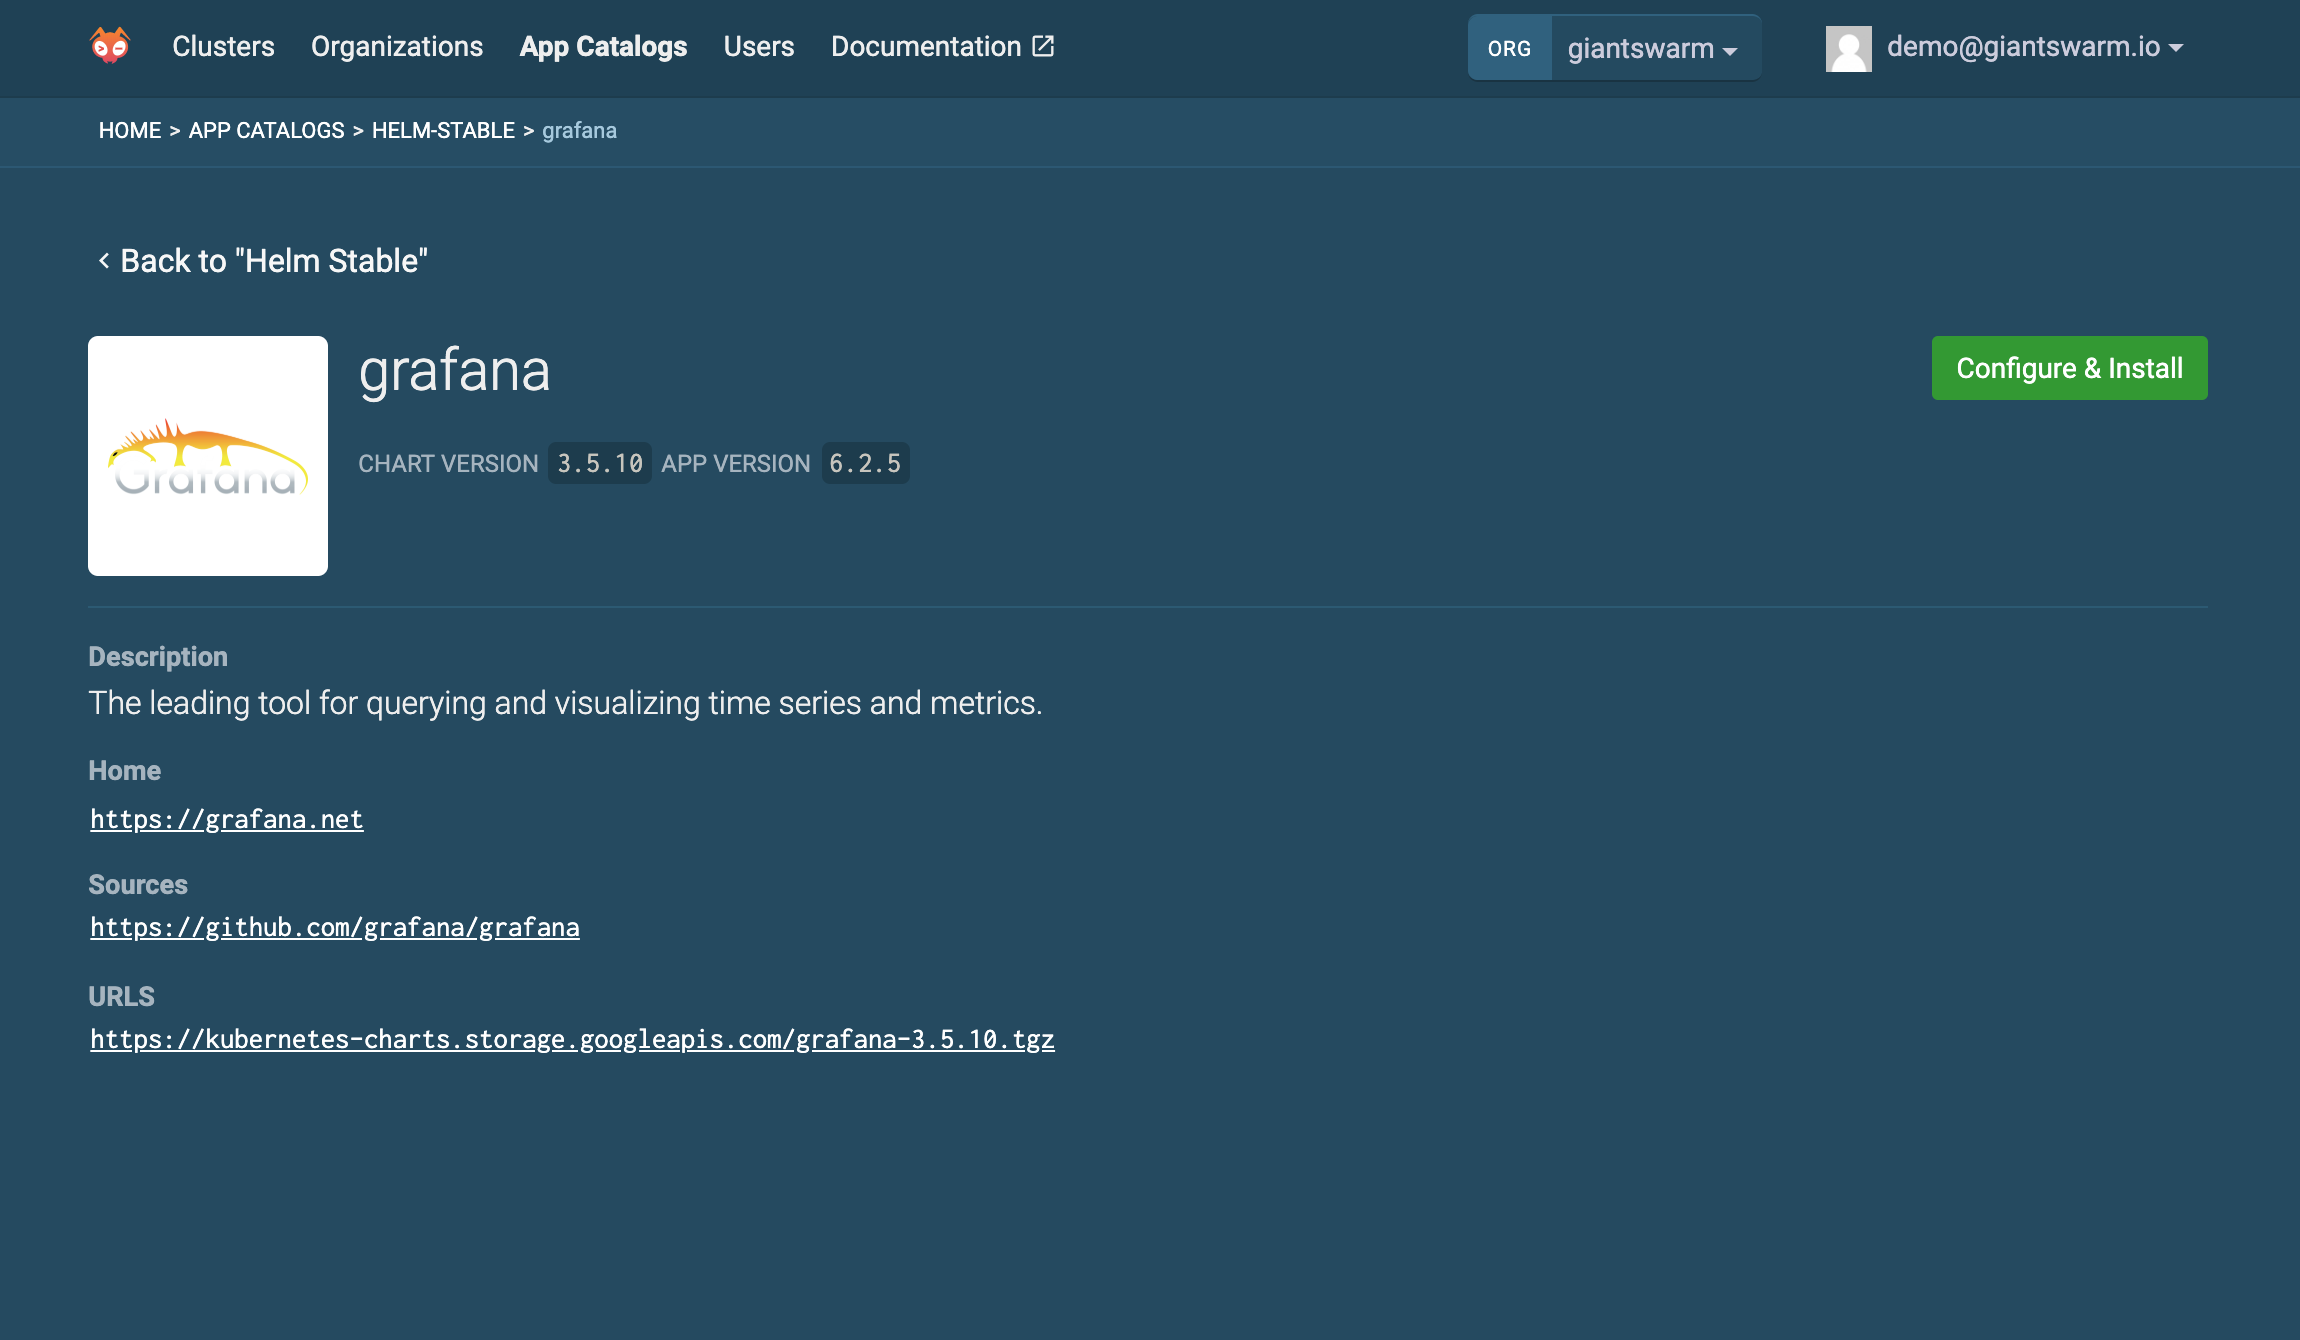 Clusters Organizations App Catalogs Users Documentation ORG giantswarm demo@giantswarm.io
HOME > APP CATALOGS > HELM-STABLE > grafana
Back to "Helm Stable"
grafana
Configure & Install
Grafana
CHART VERSION 3.5.10 APP VERSION 6.2.5
Description
The leading tool for querying and visualizing time series and metrics.
Home
https://grafana.net
Sources
https://github.com/grafana/grafana
URLS
https://kubernetes-charts.storage.googleapis.com/grafana-3.5.10.tgz